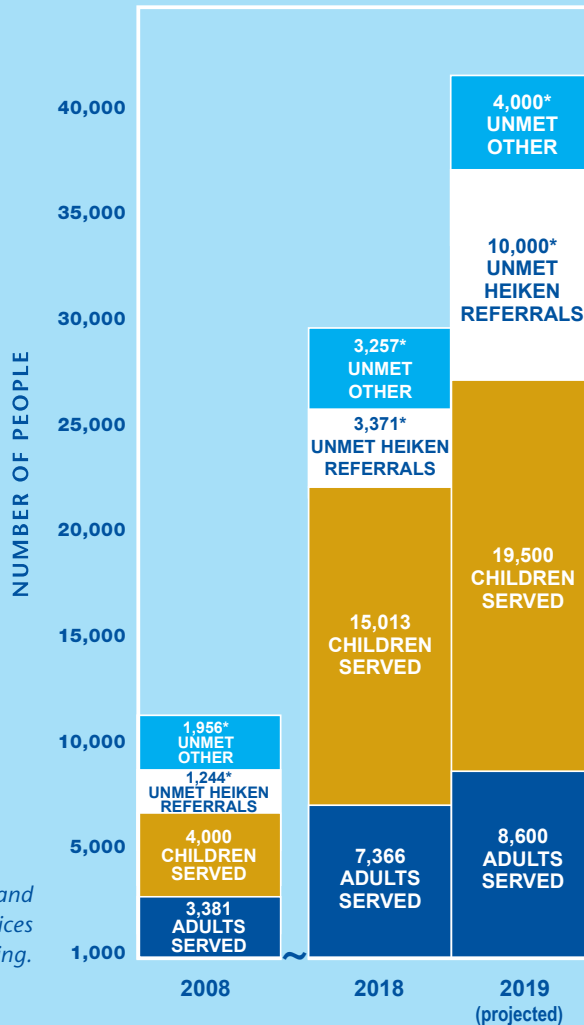 NUMBER OF PEOPLE
40,000
35,000
30,000
25,000
20,000
15,000
10,000
5,000
1,000
and
ices
ing.
1,956*
UNMET
OTHER
1,244*
UNMET HEIKEN
REFERRALS
4,000
CHILDREN
SERVED
3,381
ADULTS
SERVED
~
3,257*
UNMET
OTHER
3,371*
UNMET HEIKEN
REFERRALS
15,013
CHILDREN
SERVED
7,366
ADULTS
SERVED
4,000*
UNMET
OTHER
10,000*
UNMET
HEIKEN
REFERRALS
19,500
CHILDREN
SERVED
8,600
ADULTS
SERVED
2008
2018
2019
(projected)